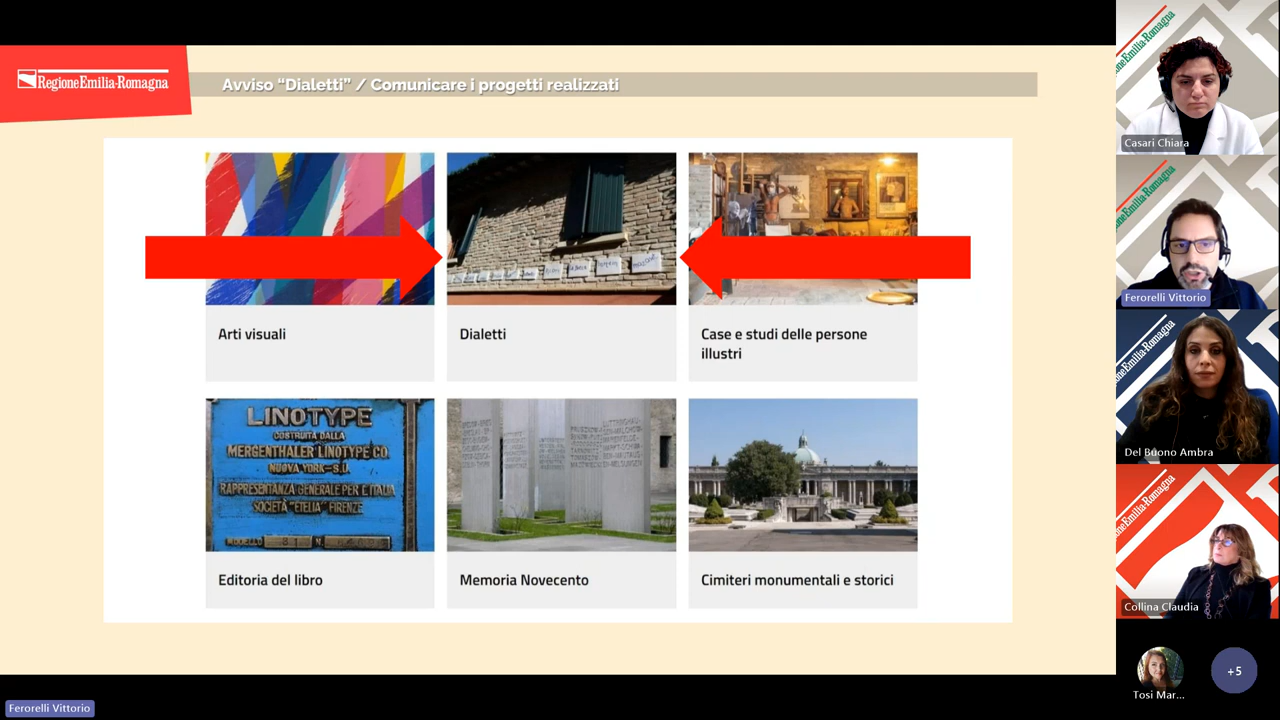 RegioneEmilia-Romagna
Avviso “Dialetti” / Comunicare i progetti realizzati
Arti visuali
Dialetti
Case e studi delle persone
illustri
LINOTYPE
COSTRUITA DALLA
MERGENTHALER LINOTYPE CO.
NUOVA YORK-S.U.
RAPPRESENTANZA GENERALE PER L'ITALIA
SOCIETÀ "ETELIA" FIRENZE
MODELLO
Editoria del libro
Memoria Novecento
Cimiteri monumentali e storici
Casari Chiara
Ferorelli Vittorio
Del Buono Ambra
Collina Claudia
Tosi Mar...
+5
Ferorelli Vittorio